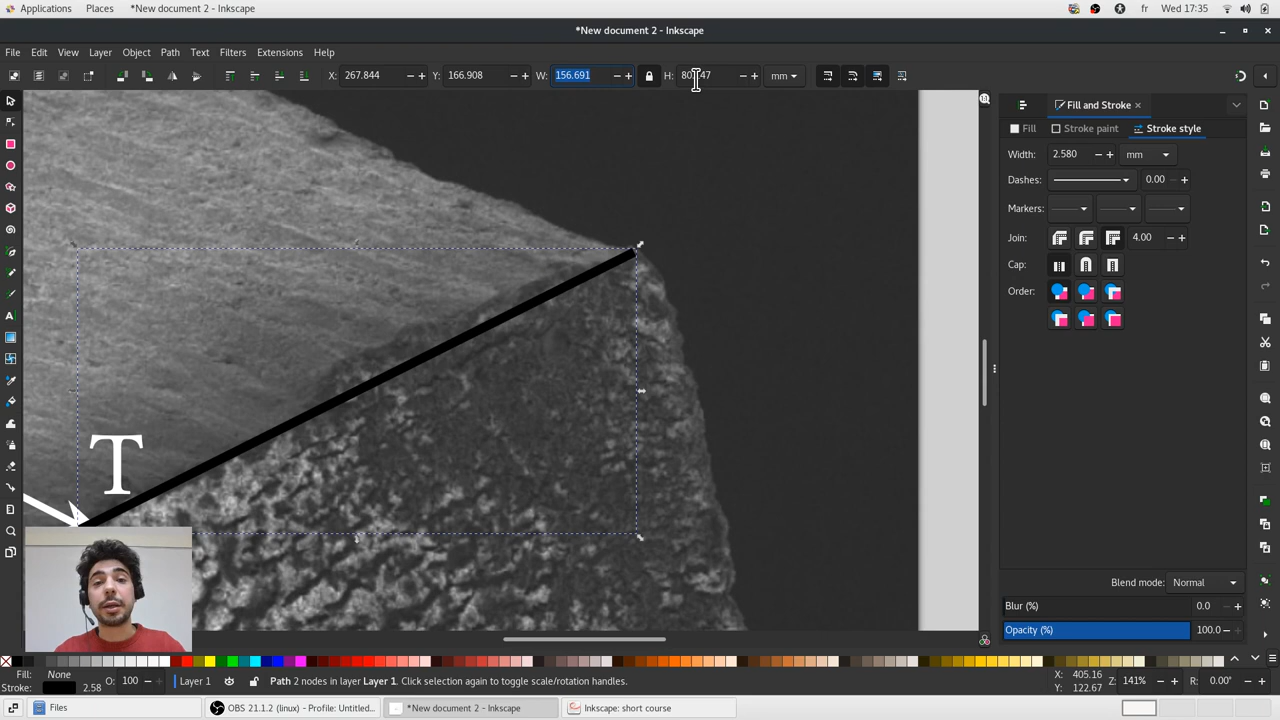 Applications Places *New document 2 - Inkscape fr Wed 17:35
*New document 2 - Inkscape
File Edit View Layer Object Path Text Filters Extensions Help
X: 267.844 Y: 166.908 W: 156.691 H: mm
Fill and Stroke
Fill Stroke paint Stroke style
Width: 2.580 mm
Dashes: 0.00
Markers:
Join: 4.00
Cap:
Order:
T
Blend mode: Normal
Blur (%) 0.0
Opacity (%) 100.0
Fill: None O: 100 Layer 1 Path 2 nodes in layer Layer 1. Click selection again to toggle scale/rotation handles. X: 405.16 Z: 141% R: 0.00°
Stroke: 2.58 Y: 122.67
Files OBS 21.1.2 (linux) - Profile: Untitled... *New document 2 - Inkscape Inkscape: short course